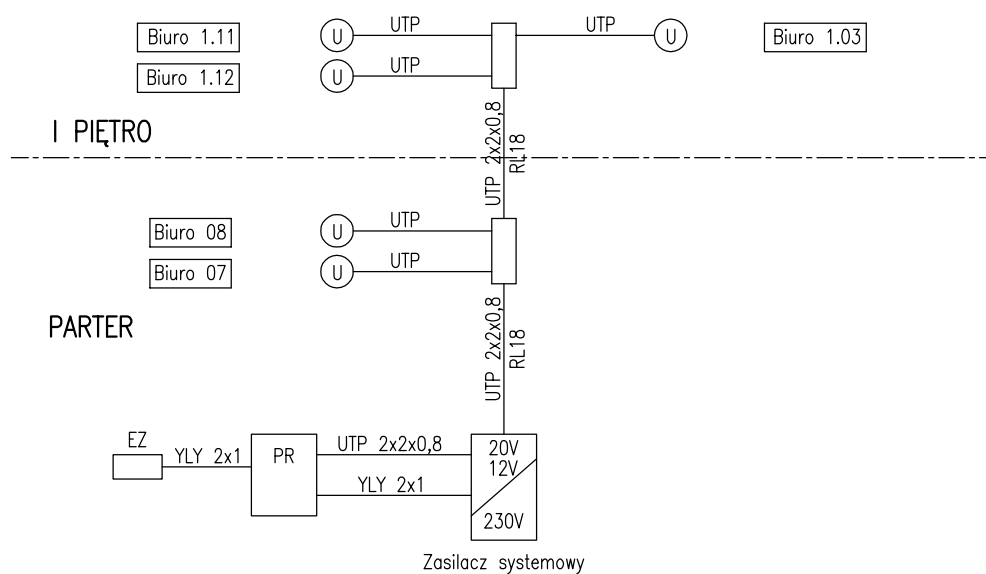 UTP
UTP
Biuro 1.11
U
U
Biuro 1.03
UTP
Biuro 1.12
U
UTP 2x2x0,8
RL18
I PIĘTRO
UTP
Biuro 08
U
UTP
Biuro 07
U
UTP 2x2x0,8
RL18
PARTER
EZ
YLY 2x1
PR
UTP 2x2x0,8
YLY 2x1
20V
12V
230V
Zasilacz systemowy